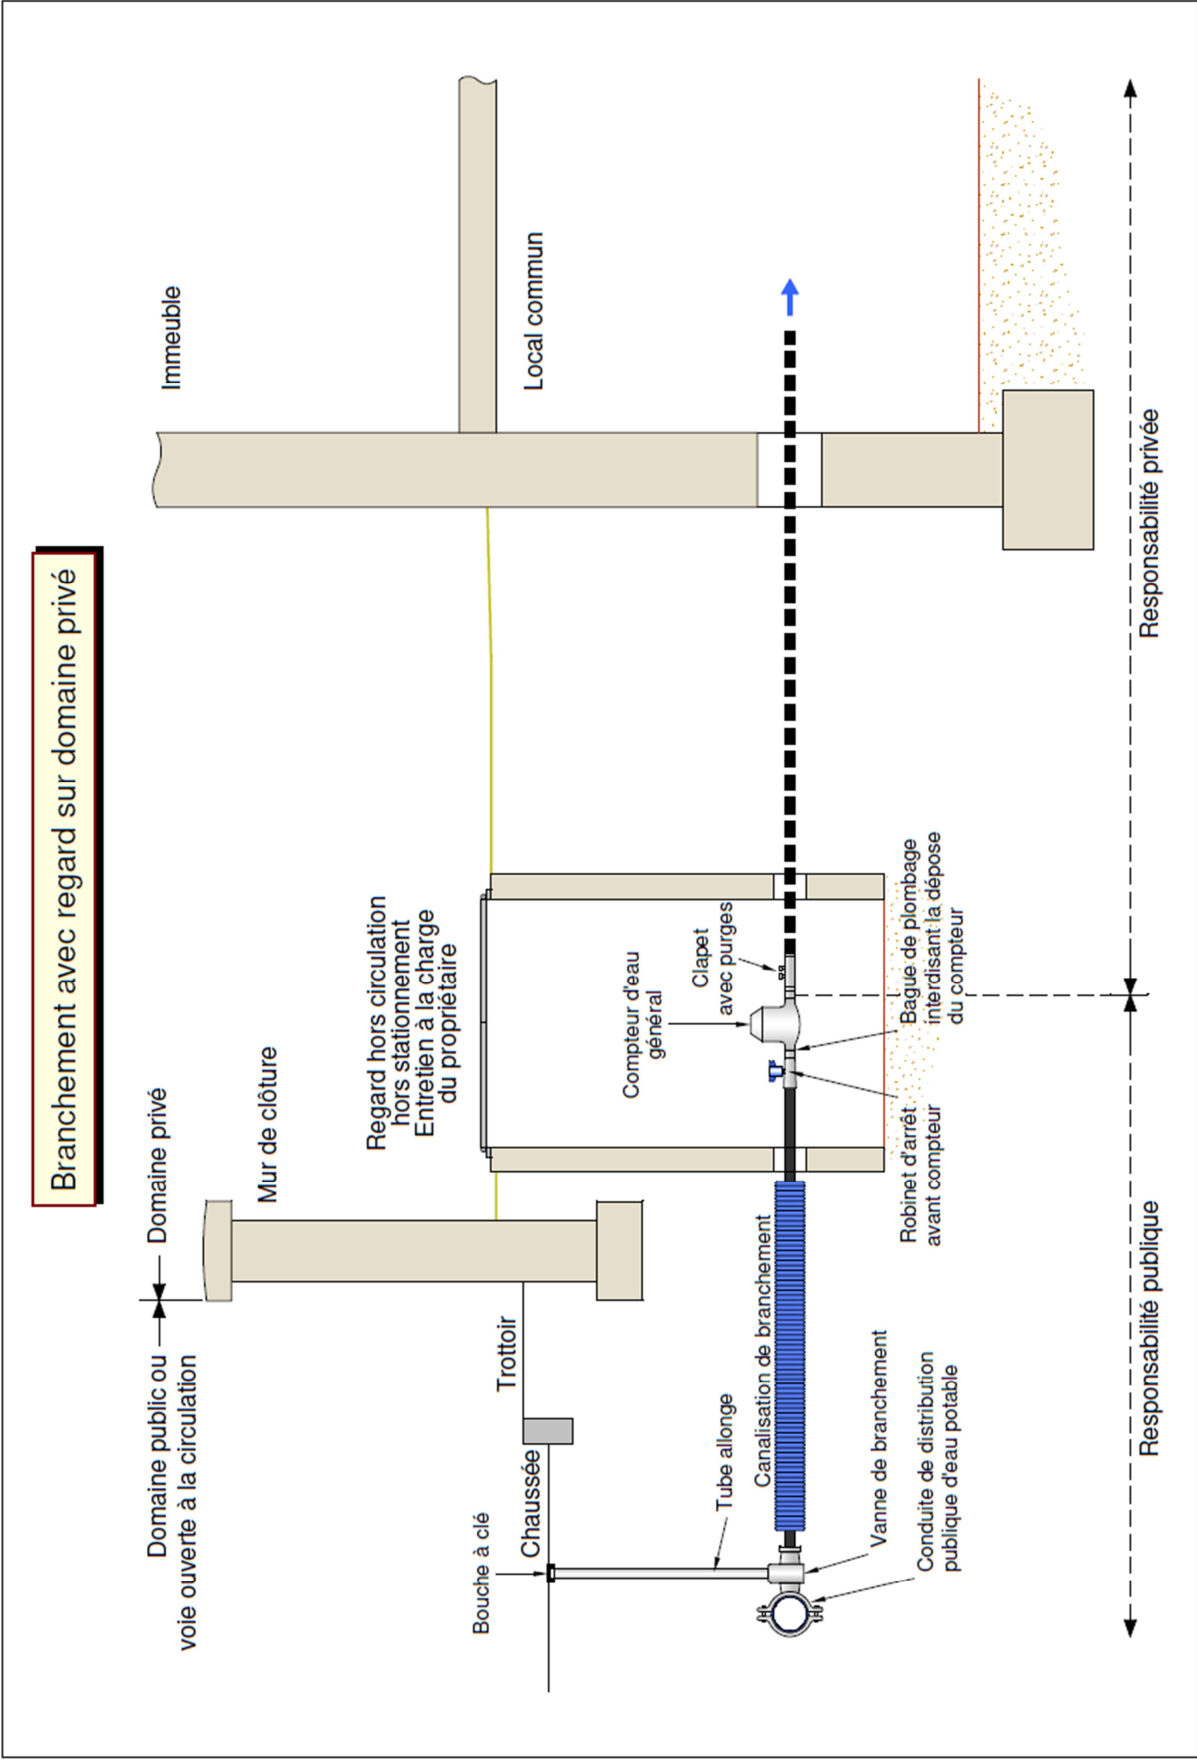 Branchement avec regard sur domaine privé
Domaine public ou
voie ouverte à la circulation
Domaine privé
Mur de clôture
Immeuble
Regard hors circulation
hors stationnement
Entretien à la charge
du propriétaire
Bouche à clé
Chaussée
Trottoir
Local commun
Compteur d'eau
général
Clapet
avec purges
Tube allonge
Canalisation de branchement
Vanne de branchement
Conduite de distribution
publique d'eau potable
Robinet d'arrêt
avant compteur
Bague de plombage
interdisant la dépose
du compteur
Responsabilité publique
Responsabilité privée